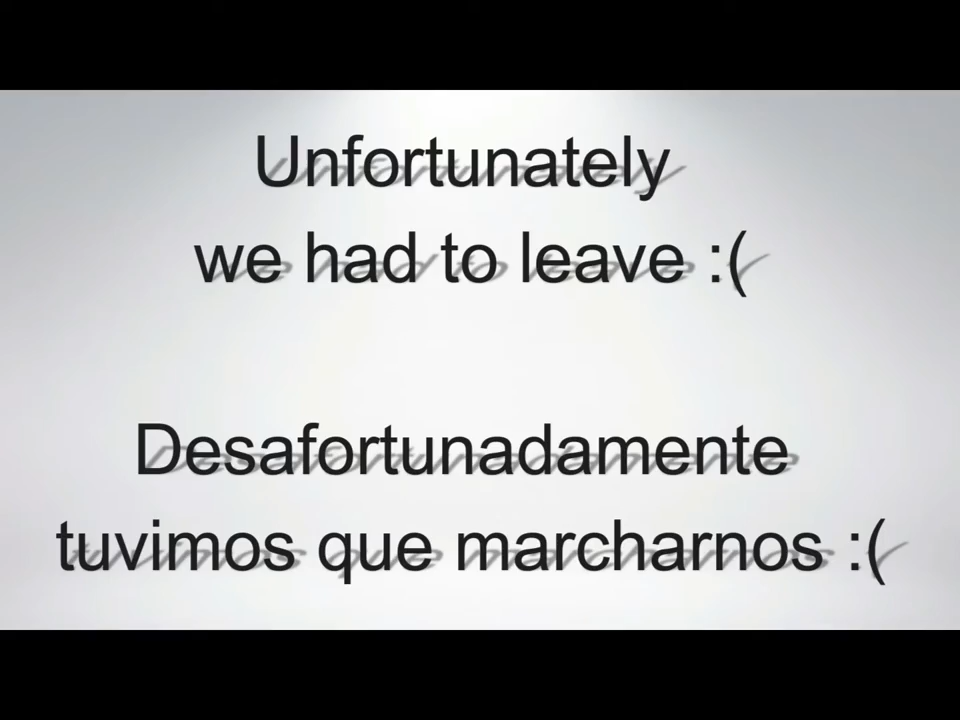 Unfortunately
we had to leave :(
Desafortunadamente
tuvimos que marcharnos :(